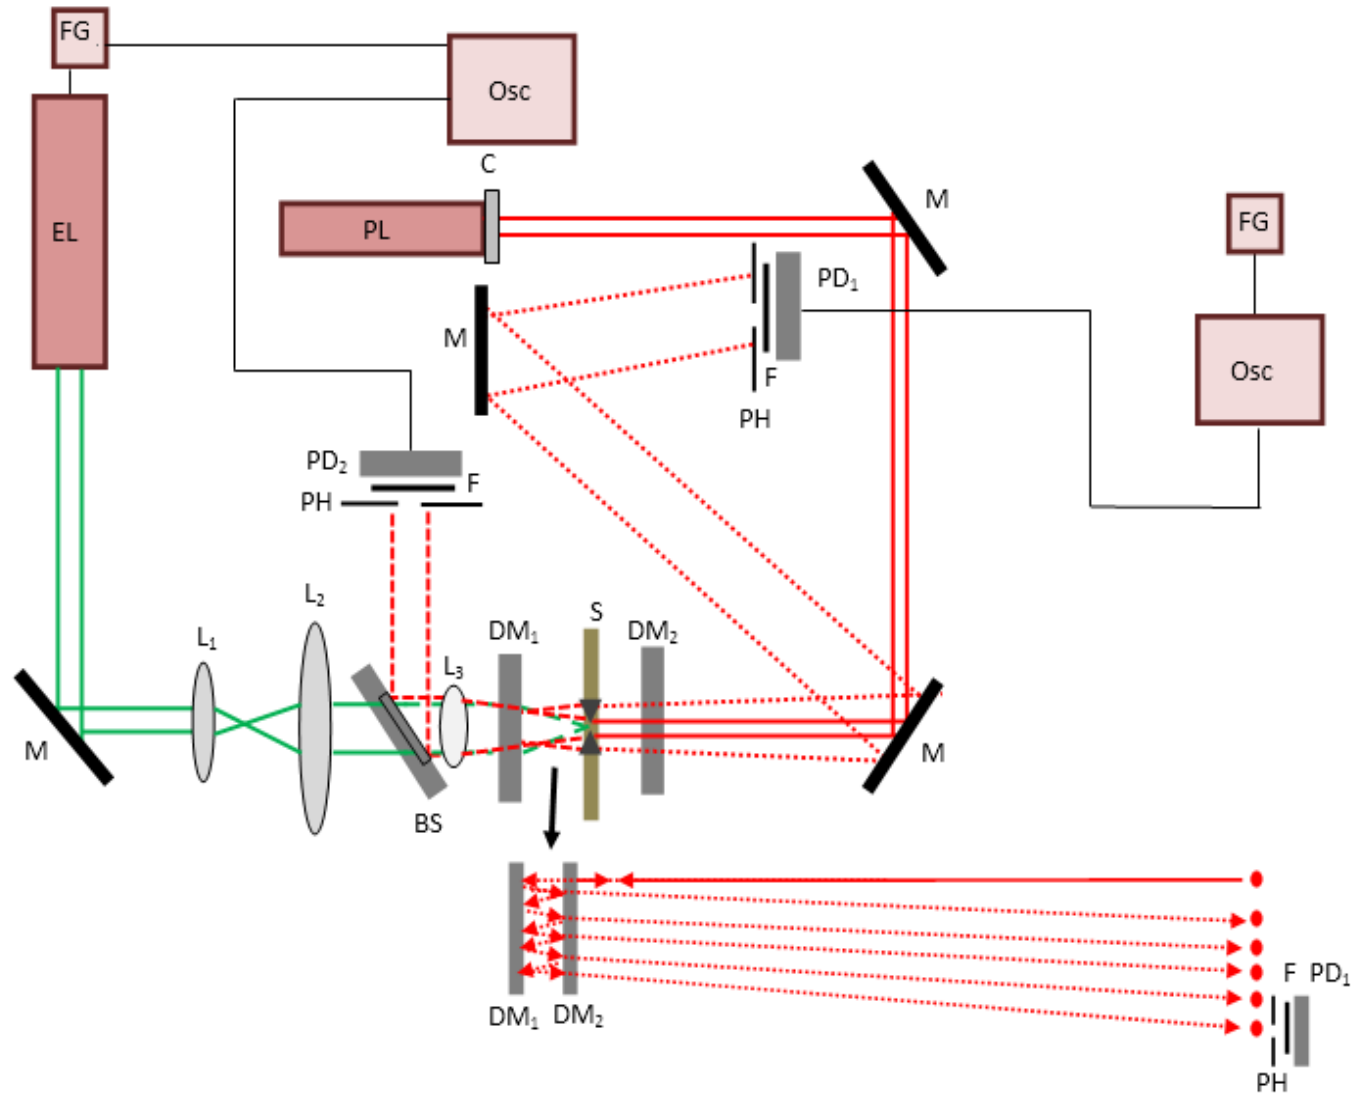 FG
Osc
C
M
EL
PL
FG
PD₁
M
F
Osc
PH
PD₂
F
PH
L₂
S
L₁
DM₁
DM₂
L₃
M
M
BS
F PD₁
DM₁ DM₂
PH